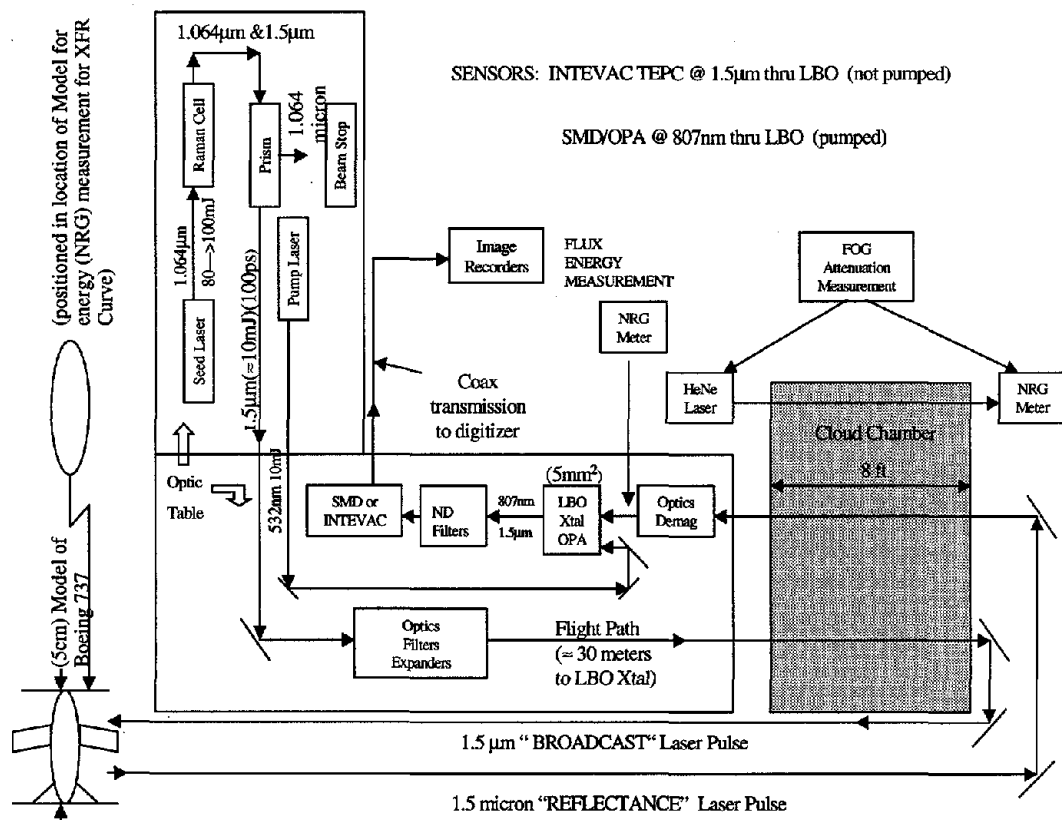 1.064µm &1.5µm
SENSORS: INTEVAC TEPC @ 1.5µm thru LBO (not pumped)
SMD/OPA @ 807nm thru LBO (pumped)
(positioned in location of Model for
energy (NRG) measurement for XFR
Curve)
Raman Cell
Prism
1.064
micron
Beam Stop
1.064µm
80—>100mJ
Seed Laser
Pump Laser
1.5µm(≈10mJ)(100ps)
532nm 10mJ
Image
Recorders
FLUX
ENERGY
MEASUREMENT
NRG
Meter
FOG
Attenuation
Measurement
HeNe
Laser
NRG
Meter
Coax
transmission
to digitizer
Cloud Chamber
8 ft
Optic
Table
SMD or
INTEVAC
ND
Filters
807nm
1.5µm
(5mm²)
LBO
Xtal
OPA
Optics
Demag
(5cm) Model of
Boeing 737
Optics
Filters
Expanders
Flight Path
(≈ 30 meters
to LBO Xtal)
1.5 µm “BROADCAST“ Laser Pulse
1.5 micron “REFLECTANCE” Laser Pulse